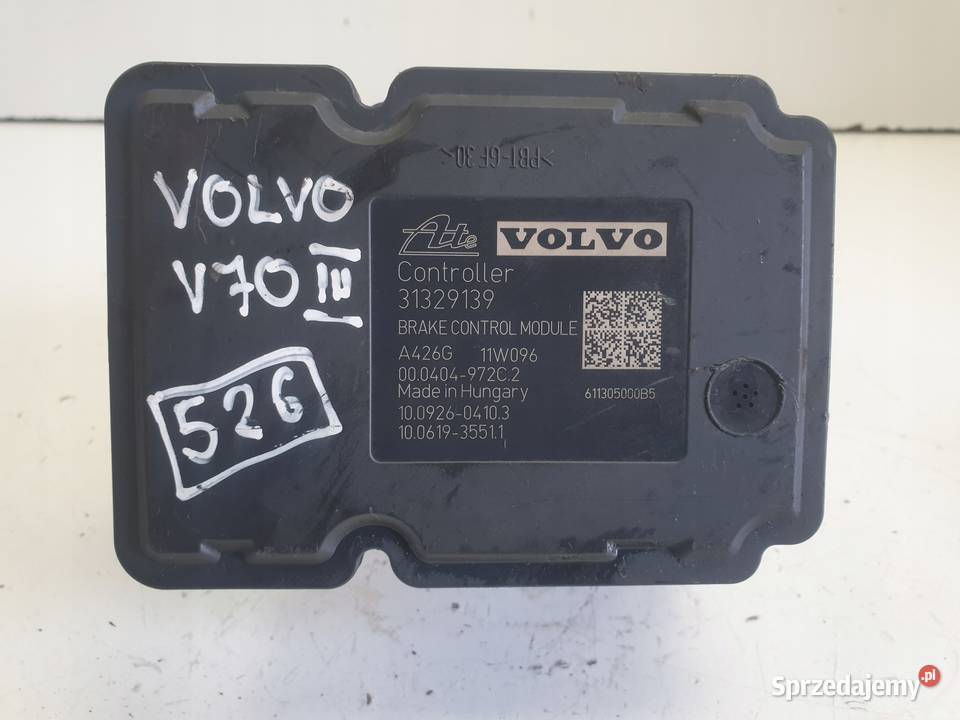 >PBT-GF30<
VOLVO
V70 III
526
Ate VOLVO
Controller
31329139
BRAKE CONTROL MODULE
A426G 11W096
00.0404-972C.2
Made in Hungary
611305000B5
10.0926-0410.3
10.0619-3551.1
Sprzedajemy.pl